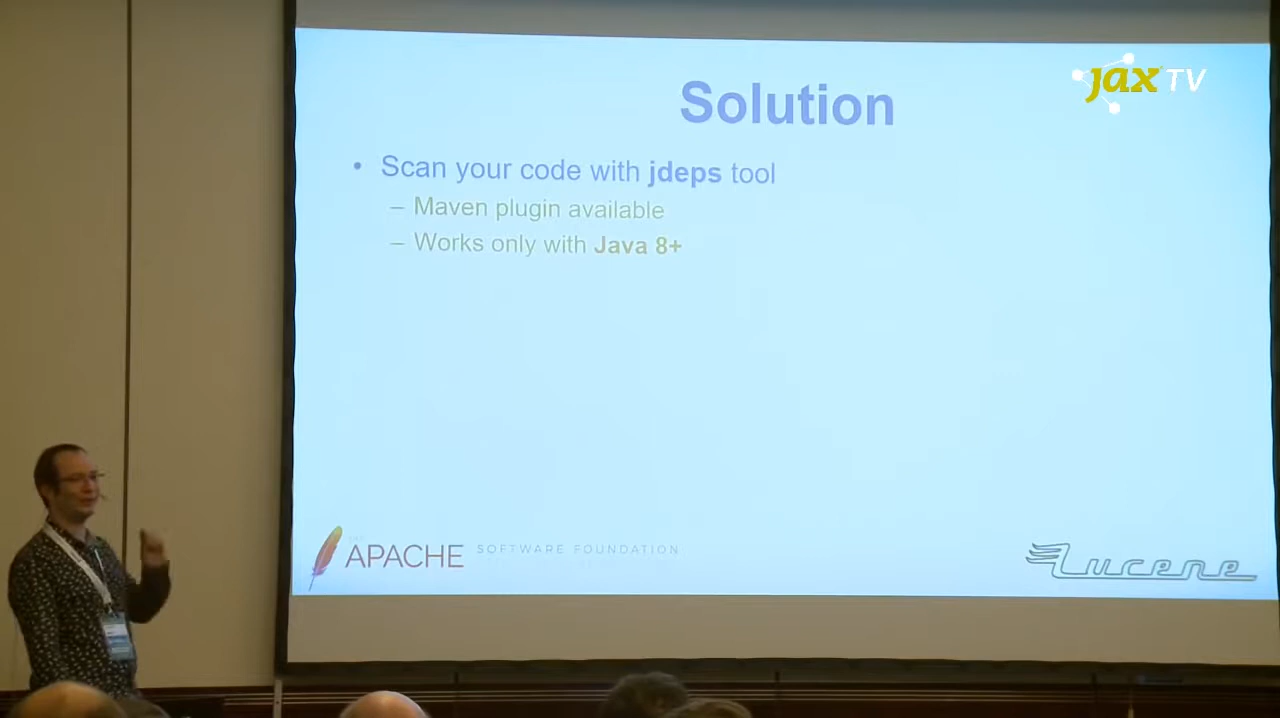 Solution
jax TV
• Scan your code with jdeps tool
– Maven plugin available
– Works only with Java 8+
APACHE SOFTWARE FOUNDATION
Lucene